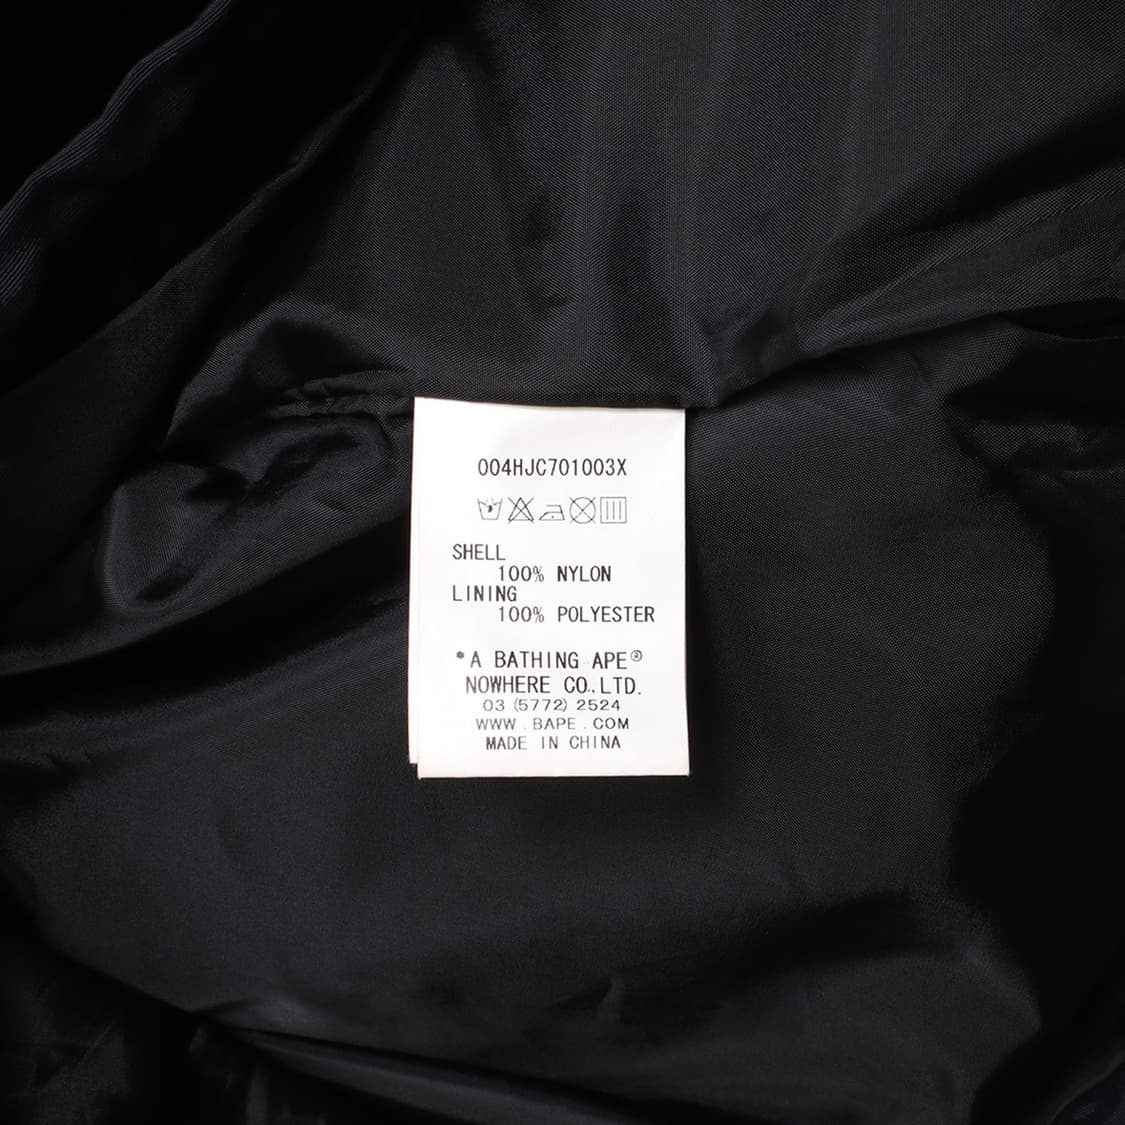 004HJC701003X
SHELL
100% NYLON
LINING
100% POLYESTER
*A BATHING APE®
NOWHERE CO.,LTD.
03 (5772) 2524
WWW . BAPE . COM
MADE IN CHINA